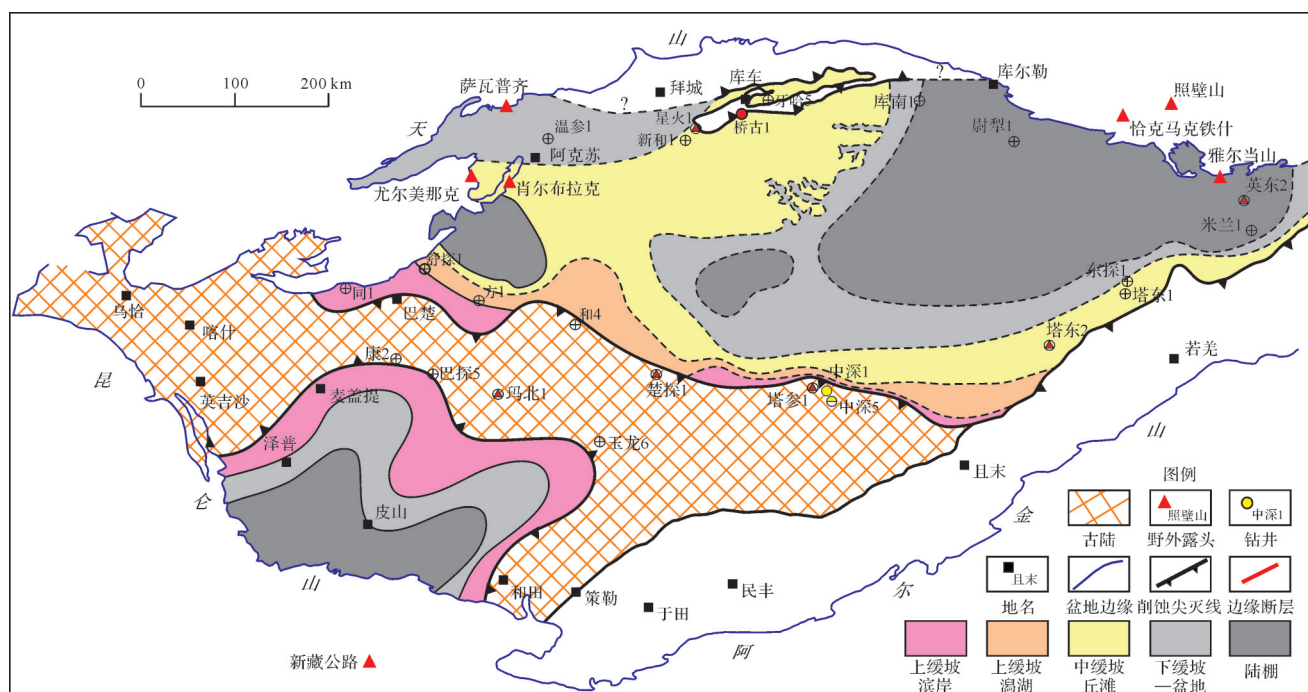 山
0 100 200 km
萨瓦普齐
拜城
库车
牙哈5
?
?
库尔勒
照壁山
恰克马克铁什
天
温参1
星火1
桥古1
新和1
库南1
尉犁1
雅尔当山
阿克苏
尤尔美那克
肖尔布拉克
英东2
米兰1
舒探1
东探1
塔东1
同1
方1
巴楚
乌恰
喀什
和4
塔东2
若羌
昆
康2
巴探5
英吉沙
麦盖提
玛北1
楚探1
中深1
塔参1
中深5
泽普
玉龙6
山
且末
仑
皮山
金
图例
照壁山
中深1
古陆
野外露头
钻井
山
和田
策勒
民丰
于田
尔
阿
且末
地名
盆地边缘
削蚀尖灭线
边缘断层
新藏公路
上缓坡
滨岸
上缓坡
潟湖
中缓坡
丘滩
下缓坡
—盆地
陆棚